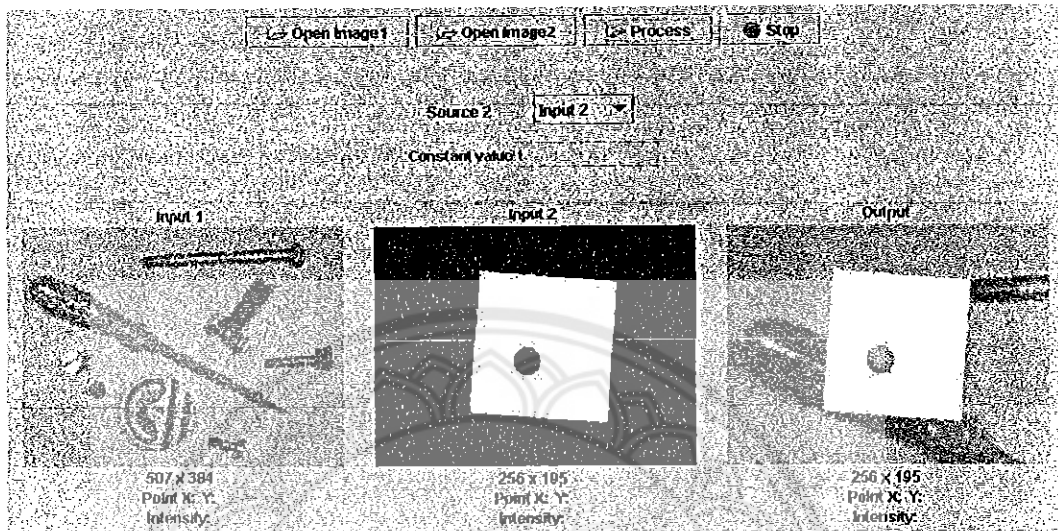 Open Image1 Open Image2 Process Stop
Source 2 Input 2
Constant value 1
Input 1 Input 2 Output
507 x 384 256 x 195 256 x 195
Point X: Y: Point X: Y: Point X: Y:
Intensity: Intensity: Intensity: